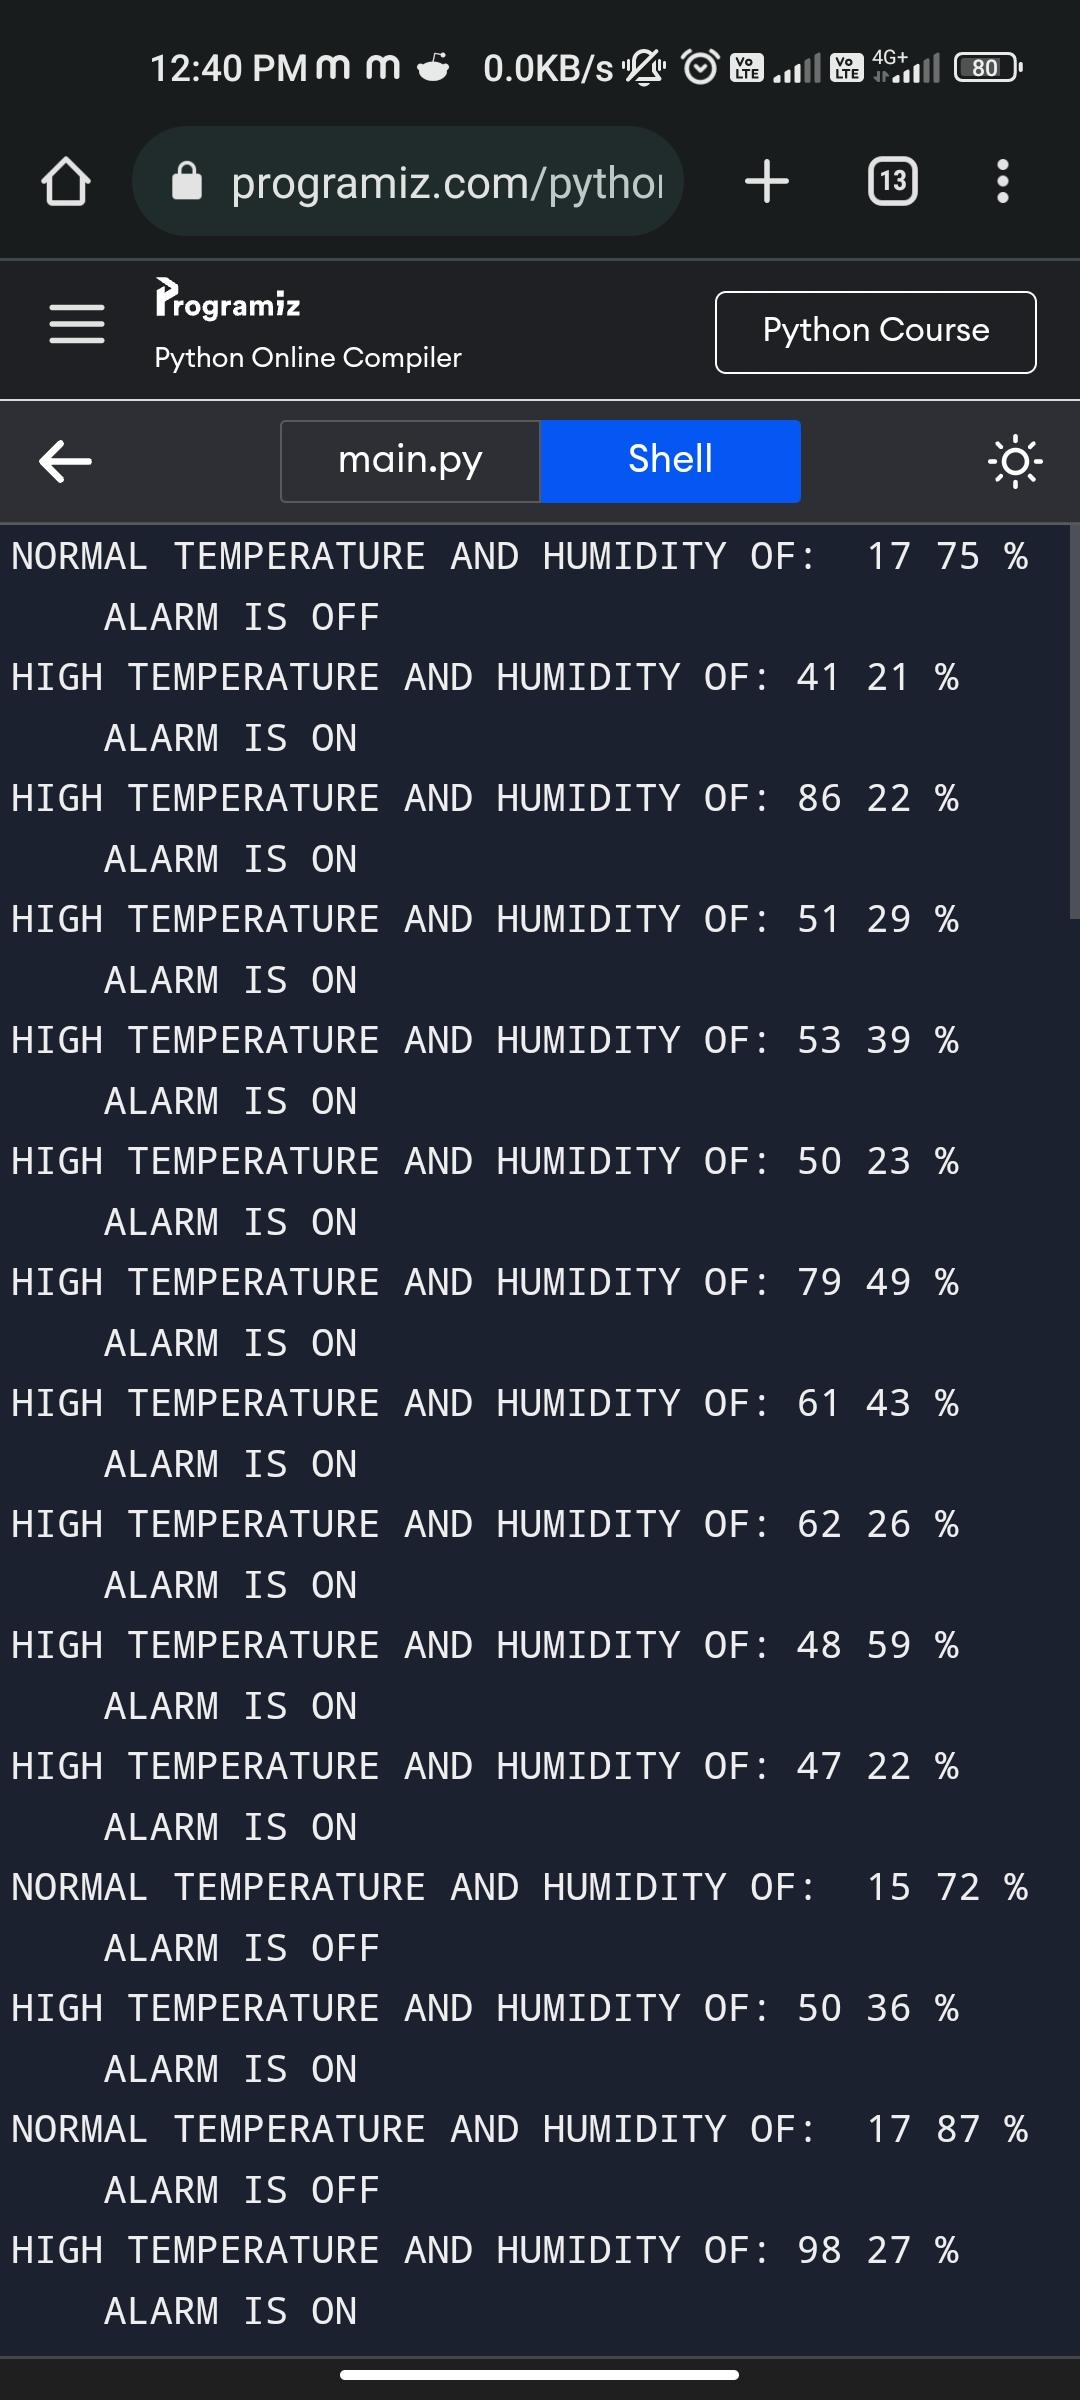 12:40 PM m m 0.0KB/s Vo LTE Vo LTE 4G+ 80
programiz.com/pytho 13
Programiz
Python Online Compiler
Python Course
main.py Shell
NORMAL TEMPERATURE AND HUMIDITY OF:  17 75 %
ALARM IS OFF
HIGH TEMPERATURE AND HUMIDITY OF: 41 21 %
ALARM IS ON
HIGH TEMPERATURE AND HUMIDITY OF: 86 22 %
ALARM IS ON
HIGH TEMPERATURE AND HUMIDITY OF: 51 29 %
ALARM IS ON
HIGH TEMPERATURE AND HUMIDITY OF: 53 39 %
ALARM IS ON
HIGH TEMPERATURE AND HUMIDITY OF: 50 23 %
ALARM IS ON
HIGH TEMPERATURE AND HUMIDITY OF: 79 49 %
ALARM IS ON
HIGH TEMPERATURE AND HUMIDITY OF: 61 43 %
ALARM IS ON
HIGH TEMPERATURE AND HUMIDITY OF: 62 26 %
ALARM IS ON
HIGH TEMPERATURE AND HUMIDITY OF: 48 59 %
ALARM IS ON
HIGH TEMPERATURE AND HUMIDITY OF: 47 22 %
ALARM IS ON
NORMAL TEMPERATURE AND HUMIDITY OF:  15 72 %
ALARM IS OFF
HIGH TEMPERATURE AND HUMIDITY OF: 50 36 %
ALARM IS ON
NORMAL TEMPERATURE AND HUMIDITY OF:  17 87 %
ALARM IS OFF
HIGH TEMPERATURE AND HUMIDITY OF: 98 27 %
ALARM IS ON